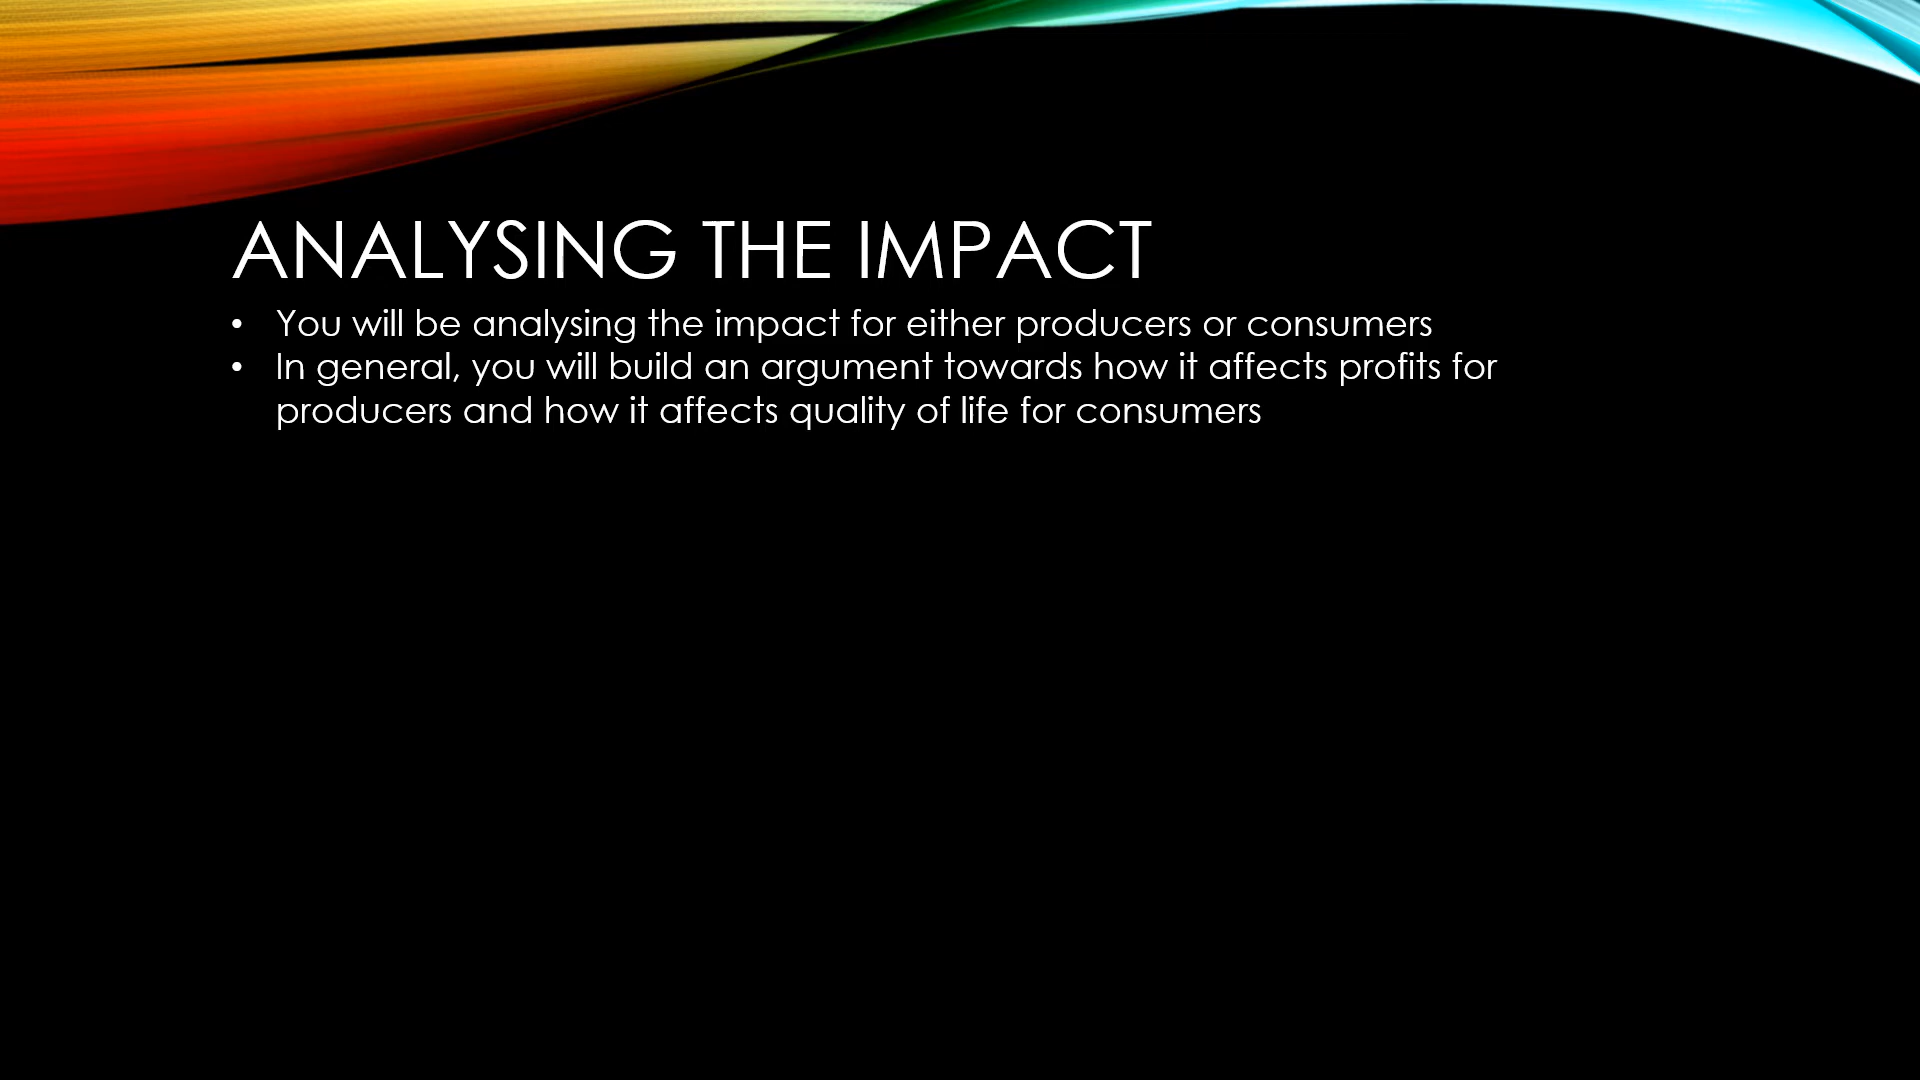 ANALYSING THE IMPACT
• You will be analysing the impact for either producers or consumers
• In general, you will build an argument towards how it affects profits for
producers and how it affects quality of life for consumers